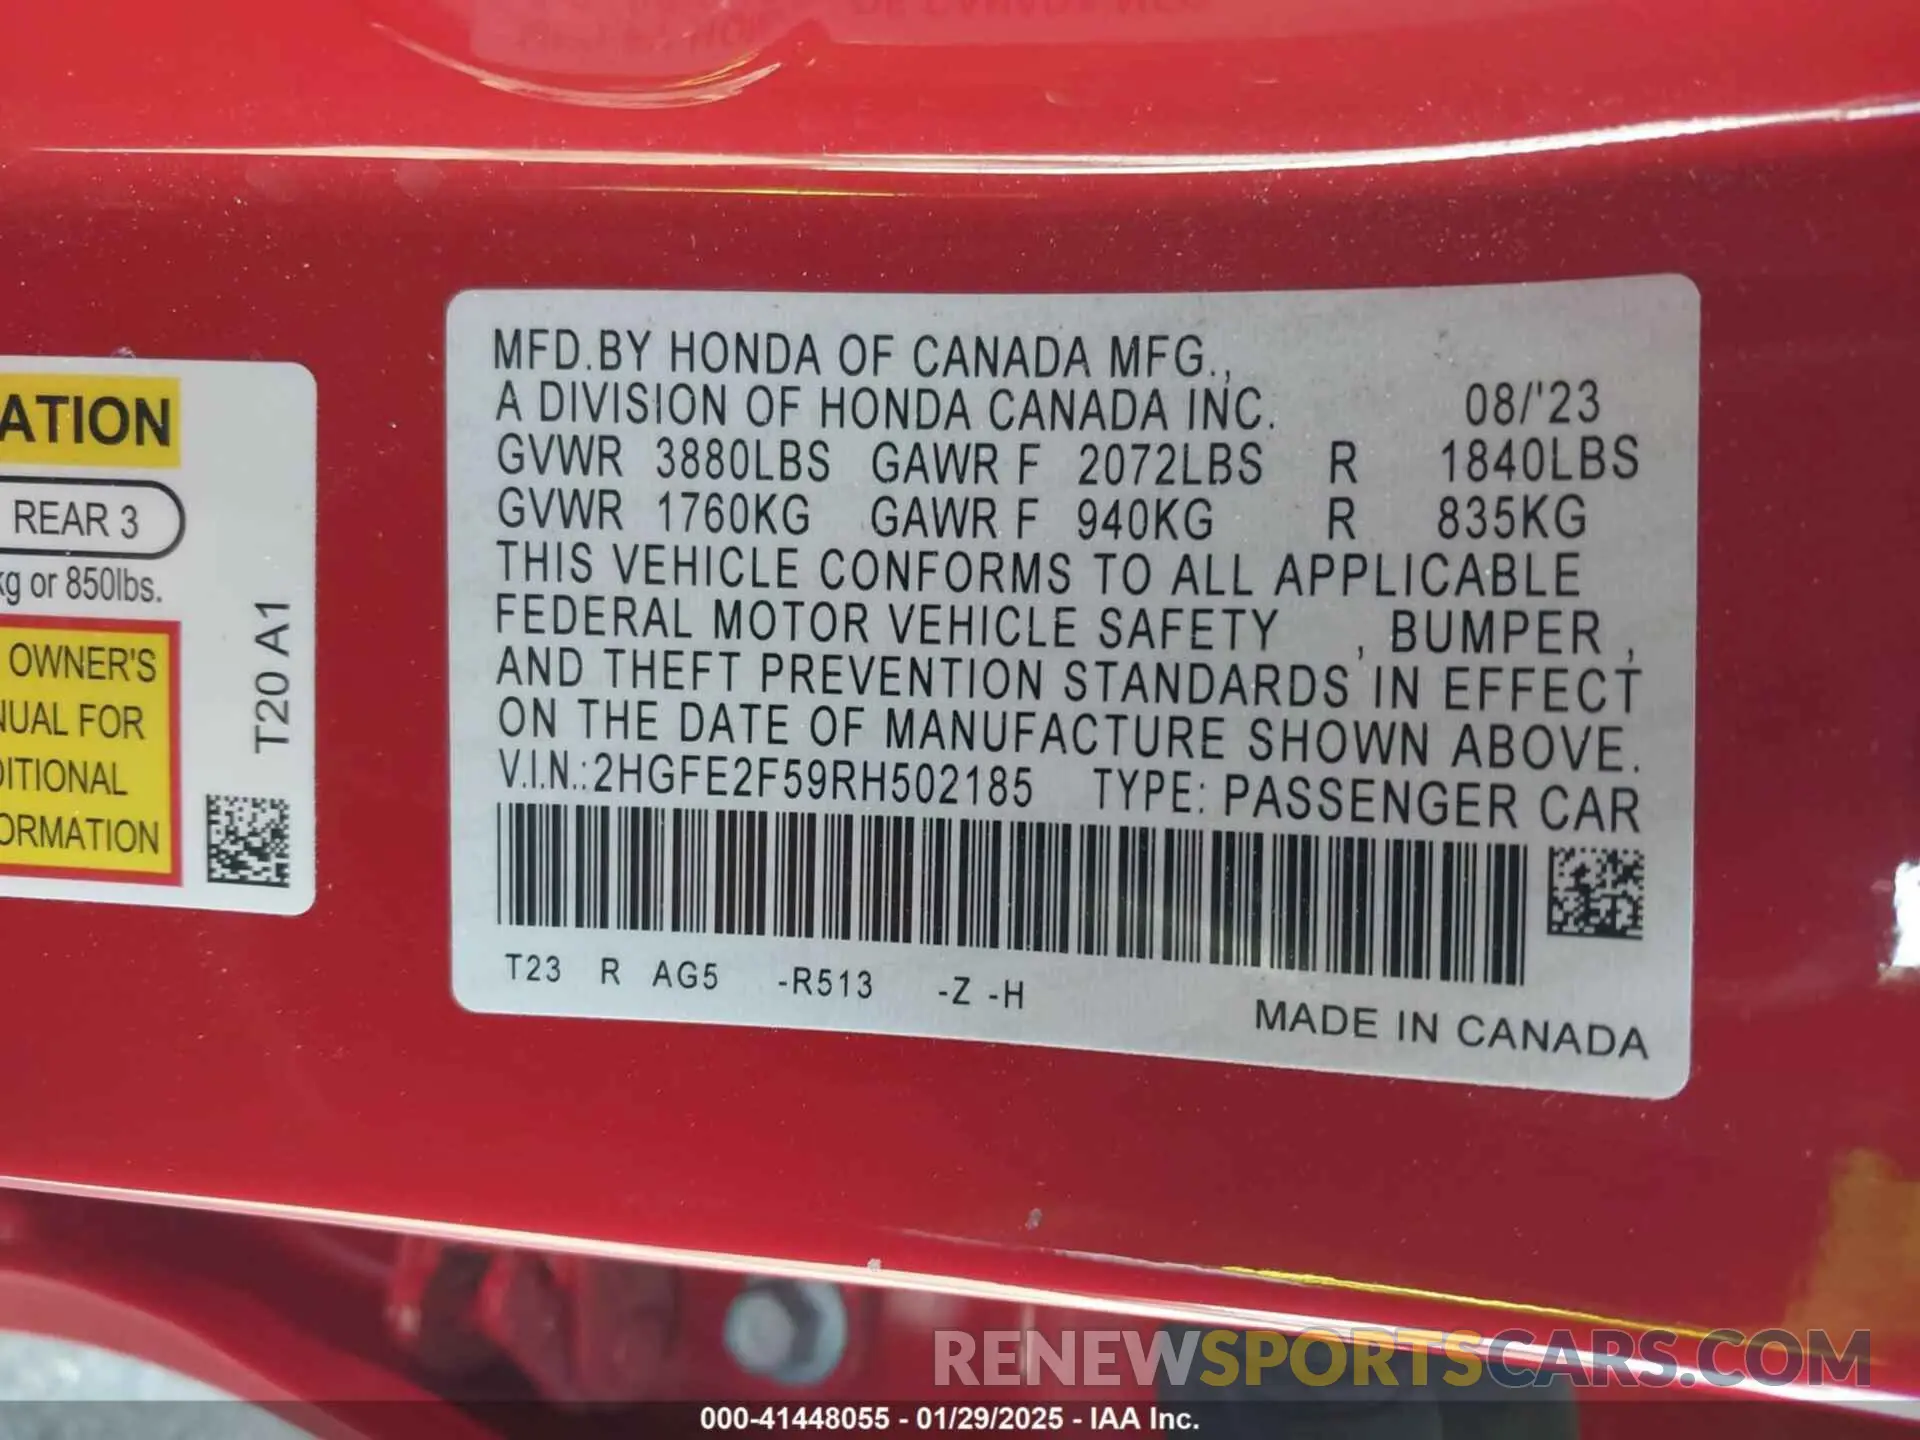 MFD.BY HONDA OF CANADA MFG.,
A DIVISION OF HONDA CANADA INC. 08/'23
GVWR 3880LBS GAWR F 2072LBS R 1840LBS
GVWR 1760KG GAWR F 940KG R 835KG
THIS VEHICLE CONFORMS TO ALL APPLICABLE
FEDERAL MOTOR VEHICLE SAFETY , BUMPER ,
AND THEFT PREVENTION STANDARDS IN EFFECT
ON THE DATE OF MANUFACTURE SHOWN ABOVE.
V.I.N.:2HGFE2F59RH502185 TYPE: PASSENGER CAR
T23 R AG5 -R513 -Z -H
MADE IN CANADA
ATION
REAR 3
kg or 850lbs.
OWNER'S
NUAL FOR
DITIONAL
ORMATION
T20 A1
RENEWSPORTSCARS.COM
000-41448055 - 01/29/2025 - IAA Inc.